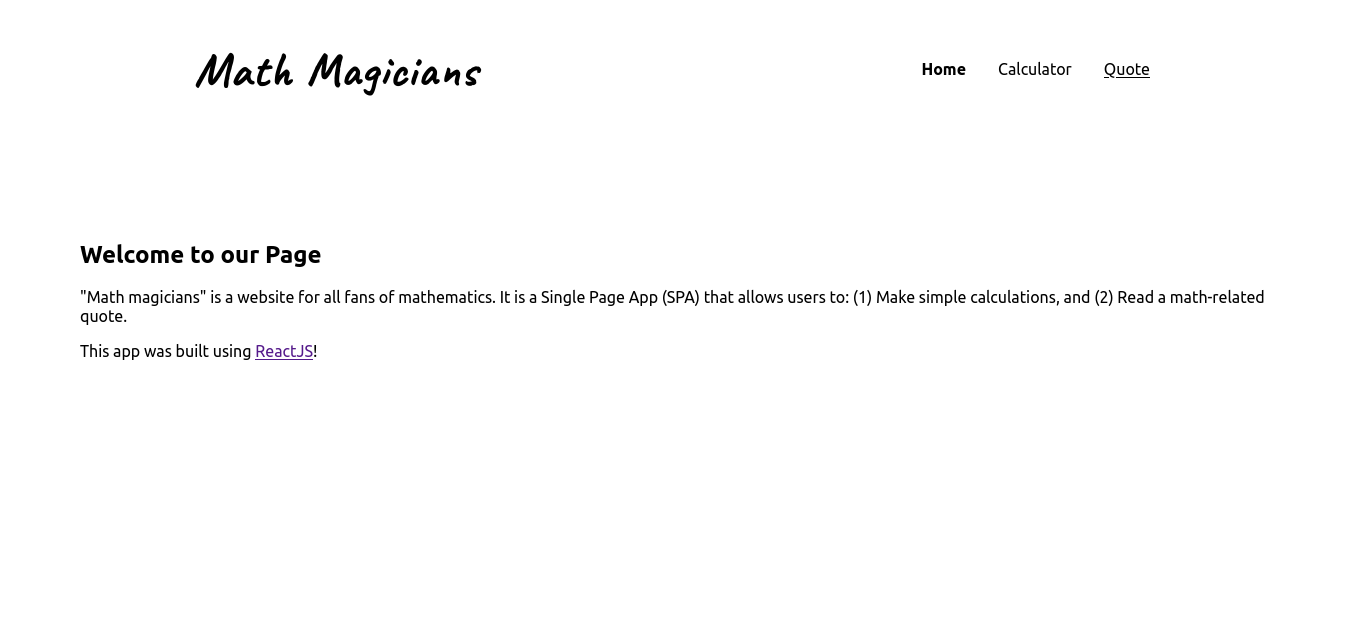 Math Magicians
Home Calculator Quote
Welcome to our Page
"Math magicians" is a website for all fans of mathematics. It is a Single Page App (SPA) that allows users to: (1) Make simple calculations, and (2) Read a math-related
quote.
This app was built using ReactJS!